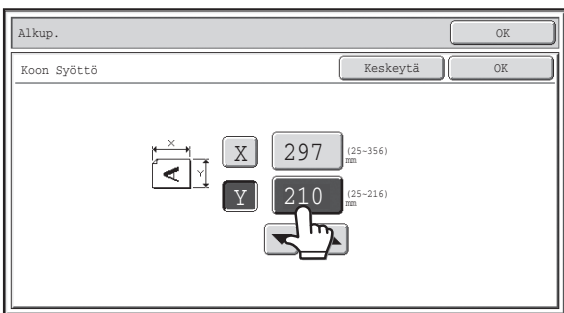 Alkup. OK
Koon Syöttö Keskeytä OK
X
X 297 (25~356)
mm
A Y
Y 210 (25~216)
mm